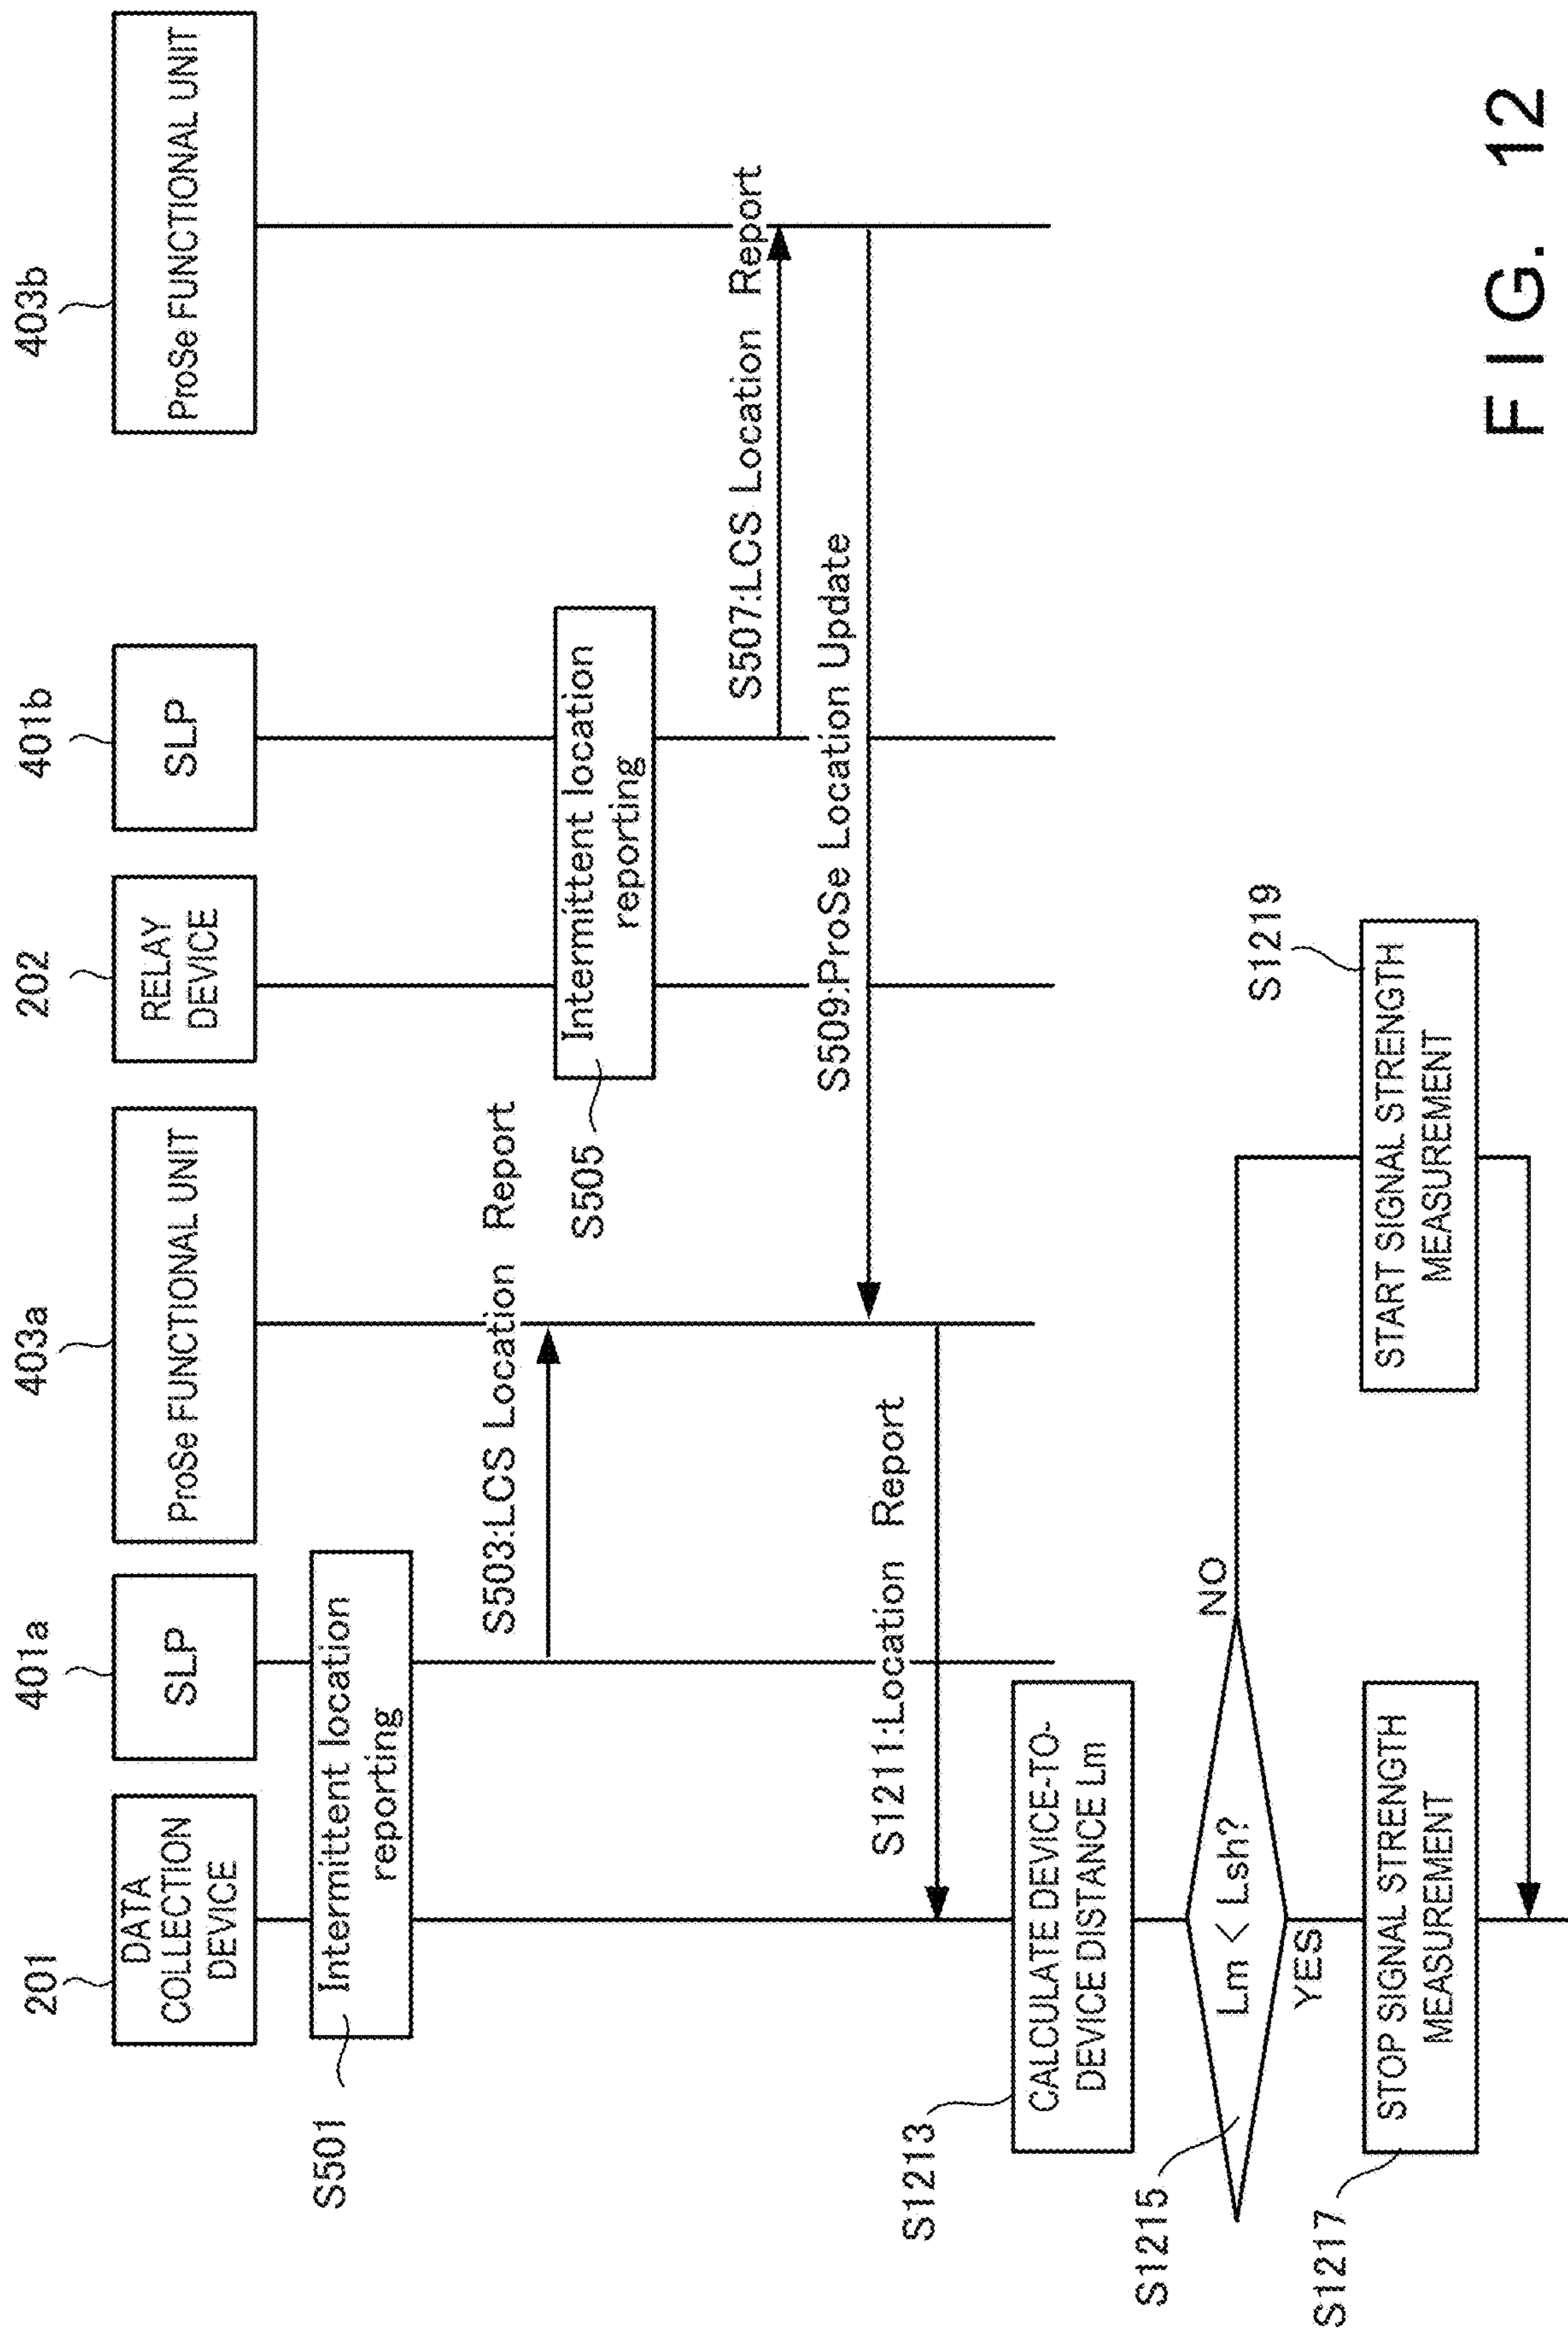 201
401a
403a
202
401b
403b
DATA
COLLECTION
DEVICE
SLP
ProSe FUNCTIONAL UNIT
RELAY
DEVICE
SLP
ProSe FUNCTIONAL UNIT
S501
Intermittent location
reporting
S503:LCS Location Report
S505
Intermittent location
reporting
S507:LCS Location Report
S509:ProSe Location Update
S1211:Location Report
S1213
CALCULATE DEVICE-TO-
DEVICE DISTANCE Lm
S1215
Lm < Lsh?
NO
YES
S1217
STOP SIGNAL STRENGTH
MEASUREMENT
S1219
START SIGNAL STRENGTH
MEASUREMENT
FIG. 12